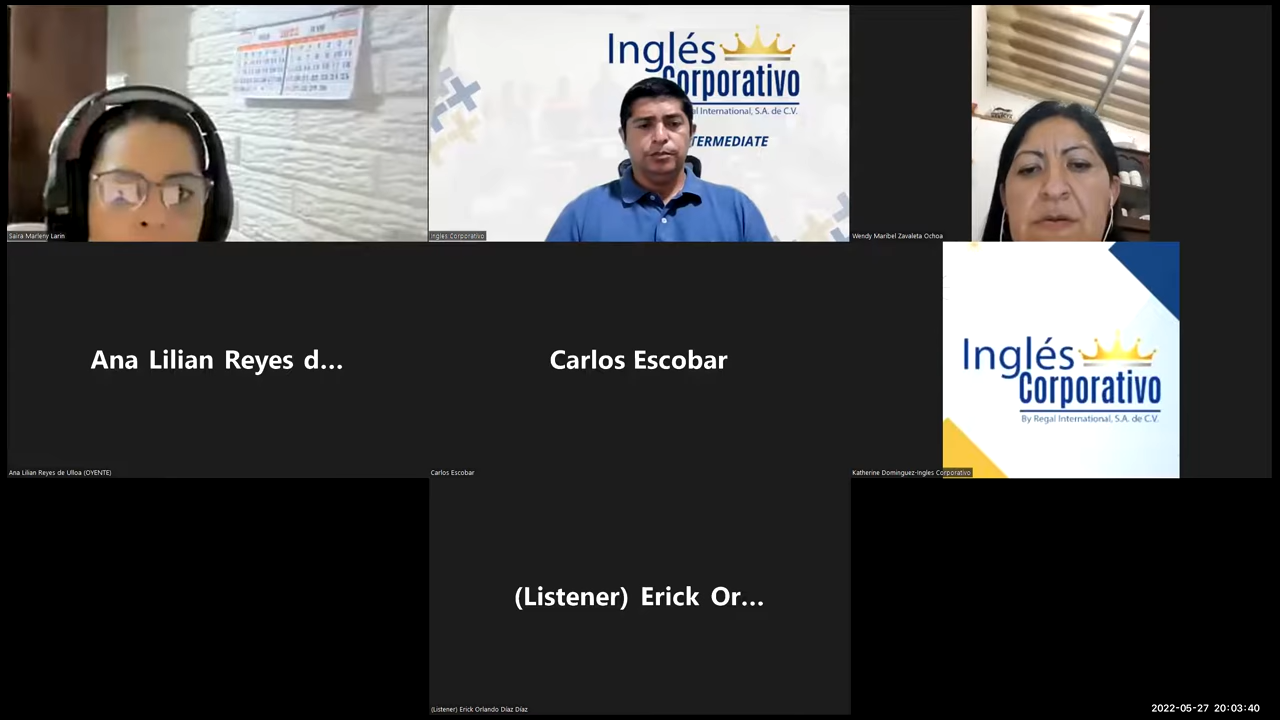 Inglés
Corporativo
al International, S.A. de C.V.
TERMEDIATE
Saira Marleny Larin
Ingles Corporativo
Wendy Maribel Zavaleta Ochoa
Ana Lilian Reyes d...
Carlos Escobar
Inglés
Corporativo
By Regal International, S.A. de C.V.
Ana Lilian Reyes de Ulloa (OYENTE)
Carlos Escobar
Katherine Dominguez-Ingles Corporativo
(Listener) Erick Or...
(Listener) Erick Orlando Díaz Díaz
2022-05-27 20:03:40